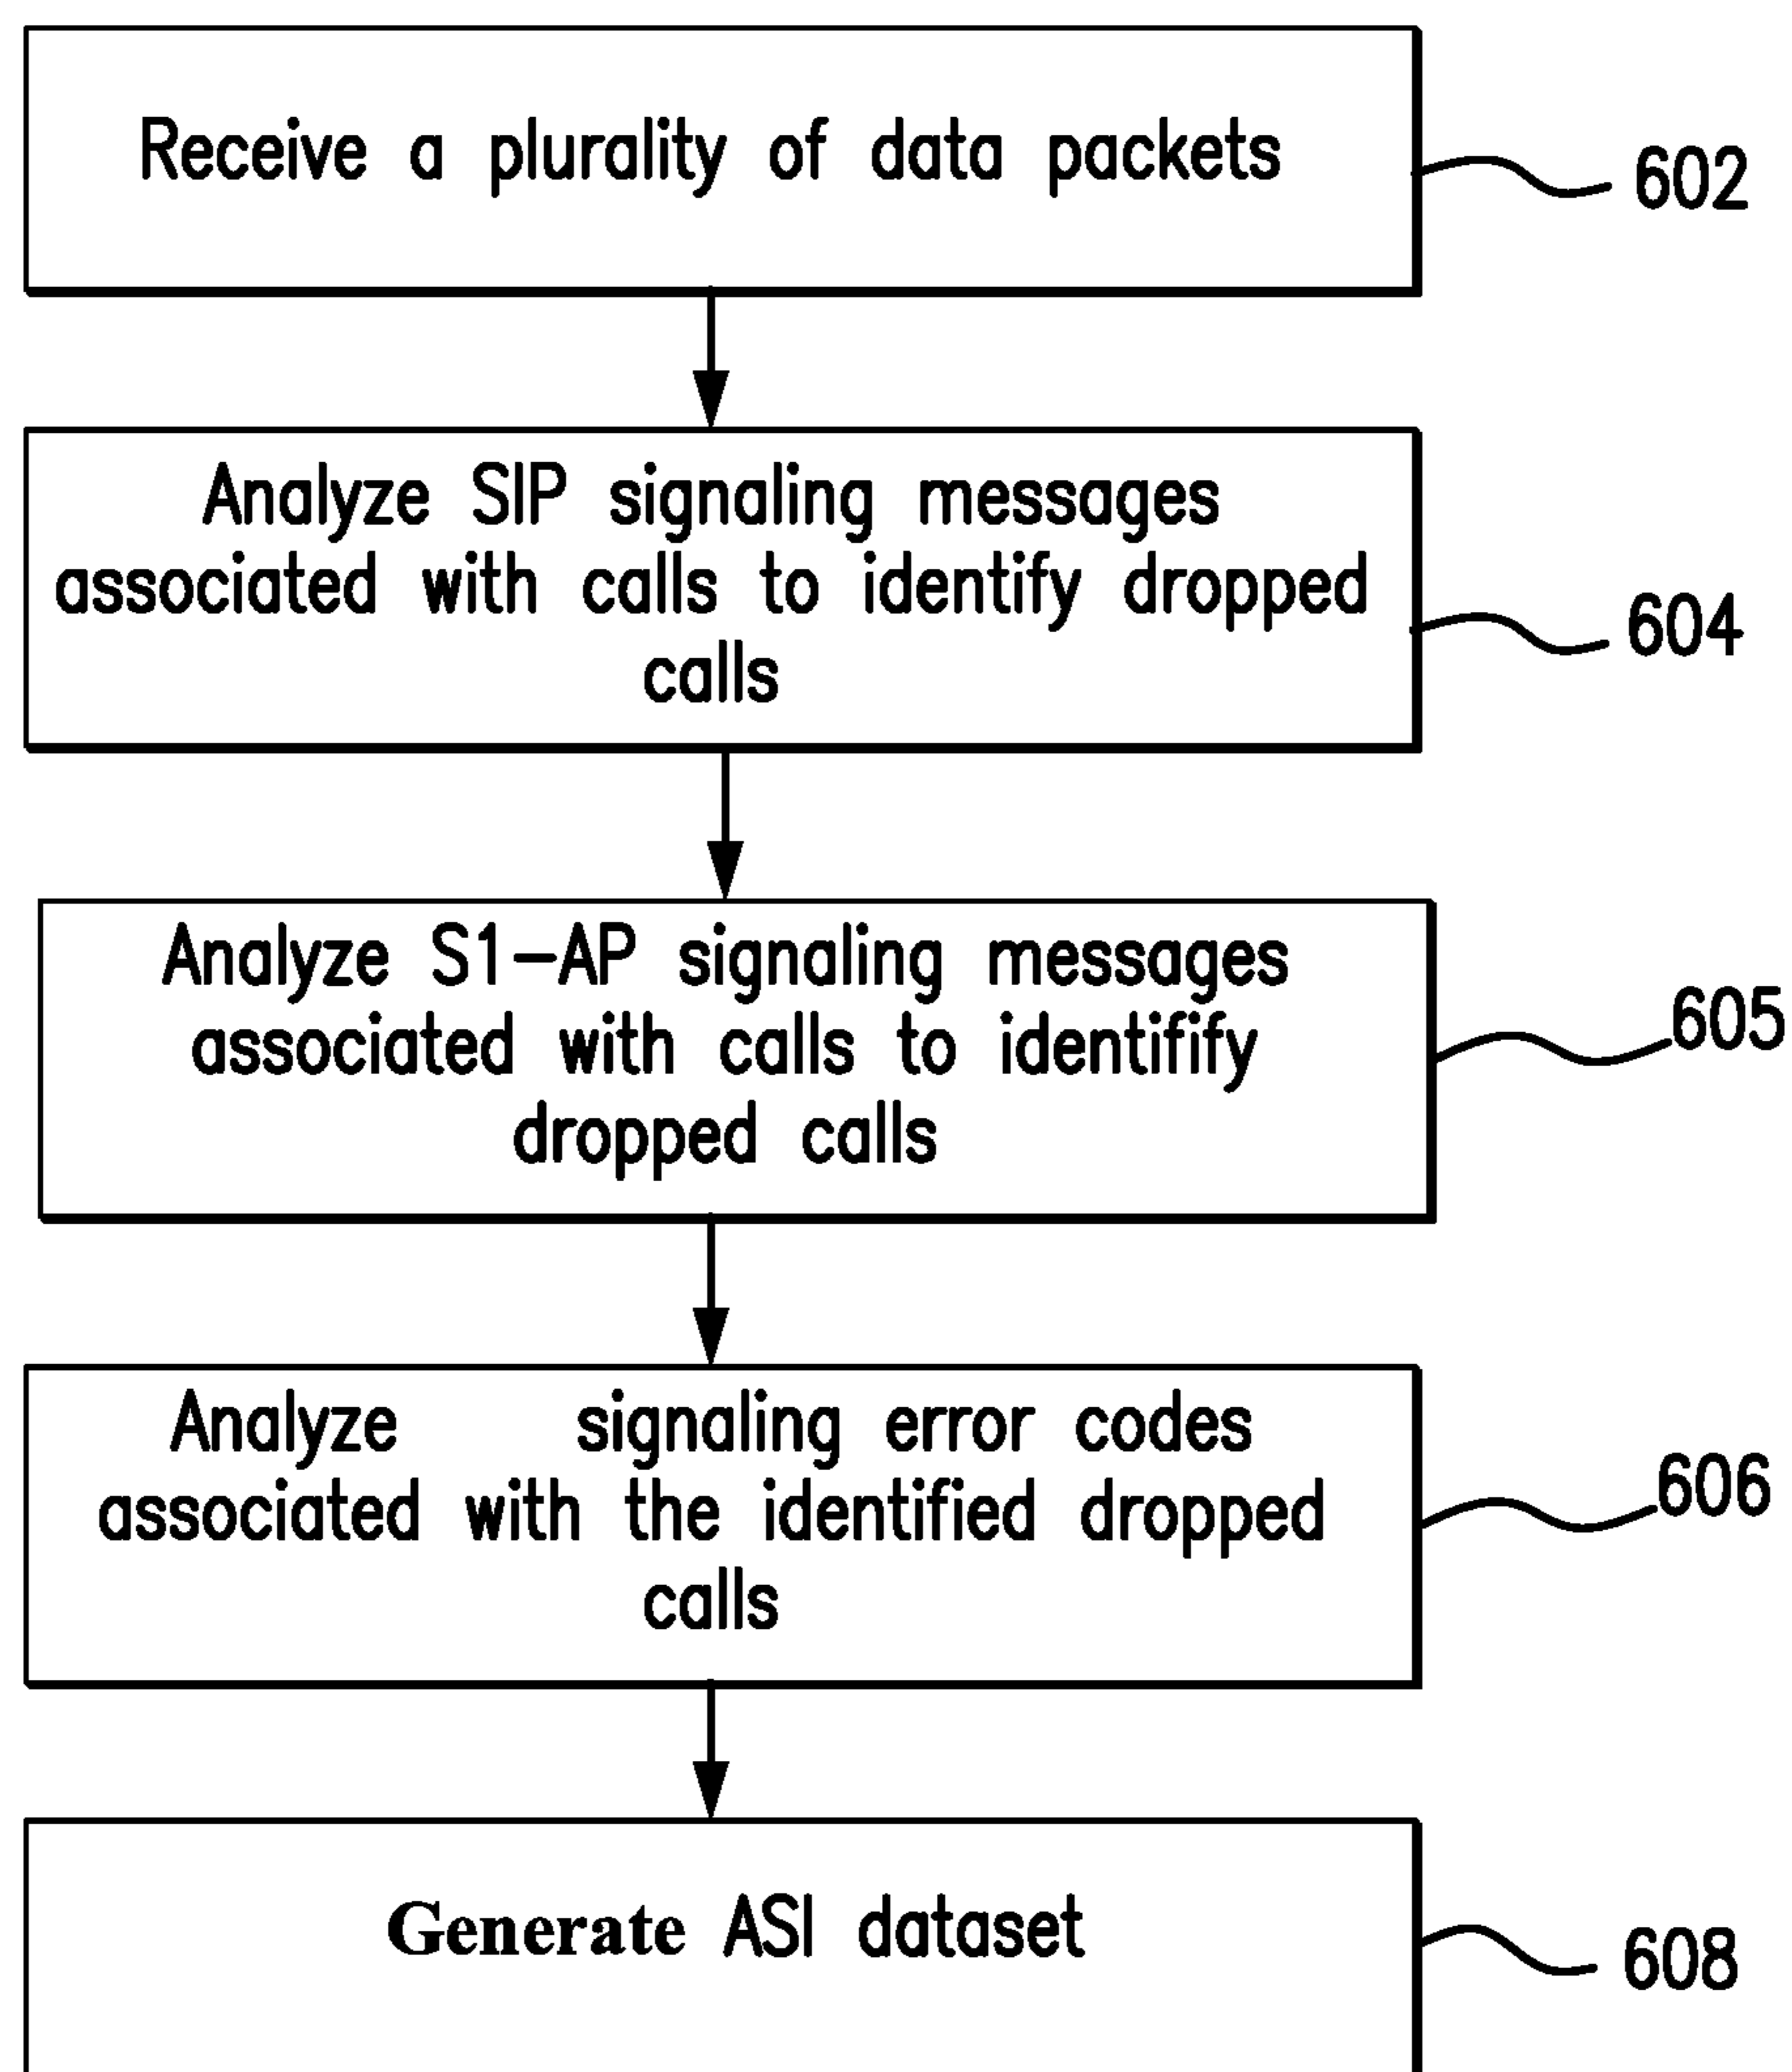 Receive a plurality of data packets
602
Analyze SIP signaling messages
associated with calls to identify dropped
calls
604
Analyze S1-AP signaling messages
associated with calls to identifify
dropped calls
605
Analyze signaling error codes
associated with the identified dropped
calls
606
Generate ASI dataset
608